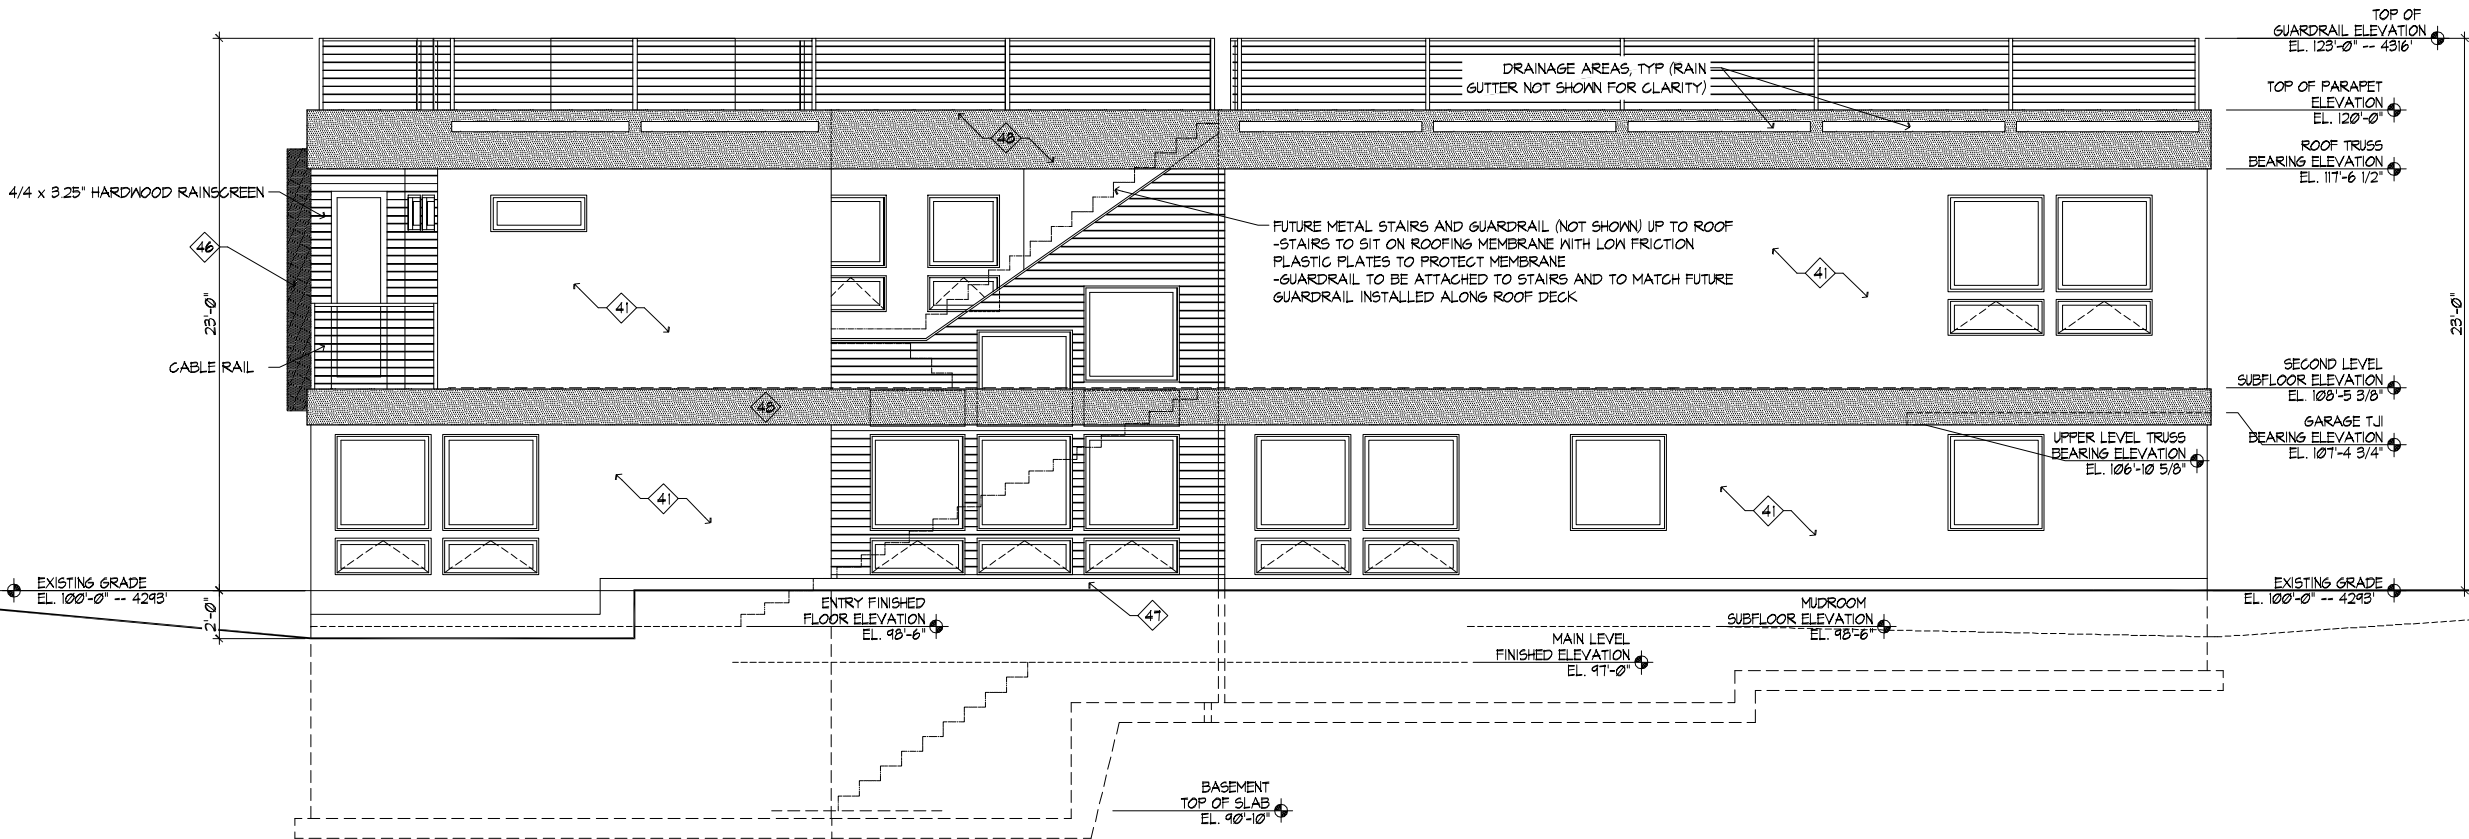 TOP OF
GUARDRAIL ELEVATION
EL. 123'-0" -- 4316'
DRAINAGE AREAS, TYP (RAIN
GUTTER NOT SHOWN FOR CLARITY)
TOP OF PARAPET
ELEVATION
EL. 120'-0"
48
ROOF TRUSS
BEARING ELEVATION
EL. 117'-6 1/2"
4/4 x 3.25" HARDWOOD RAINSCREEN
46
FUTURE METAL STAIRS AND GUARDRAIL (NOT SHOWN) UP TO ROOF
-STAIRS TO SIT ON ROOFING MEMBRANE WITH LOW FRICTION
PLASTIC PLATES TO PROTECT MEMBRANE
-GUARDRAIL TO BE ATTACHED TO STAIRS AND TO MATCH FUTURE
GUARDRAIL INSTALLED ALONG ROOF DECK
41
41
23'-0"
23'-0"
CABLE RAIL
SECOND LEVEL
SUBFLOOR ELEVATION
EL. 108'-5 3/8"
48
GARAGE TJI
BEARING ELEVATION
EL. 107'-4 3/4"
UPPER LEVEL TRUSS
BEARING ELEVATION
EL. 106'-10 5/8"
41
41
EXISTING GRADE
EL. 100'-0" -- 4293'
EXISTING GRADE
EL. 100'-0" -- 4293'
2'-0"
ENTRY FINISHED
FLOOR ELEVATION
EL. 98'-6"
47
MUDROOM
SUBFLOOR ELEVATION
EL. 98'-6"
MAIN LEVEL
FINISHED ELEVATION
EL. 97'-0"
BASEMENT
TOP OF SLAB
EL. 90'-10"